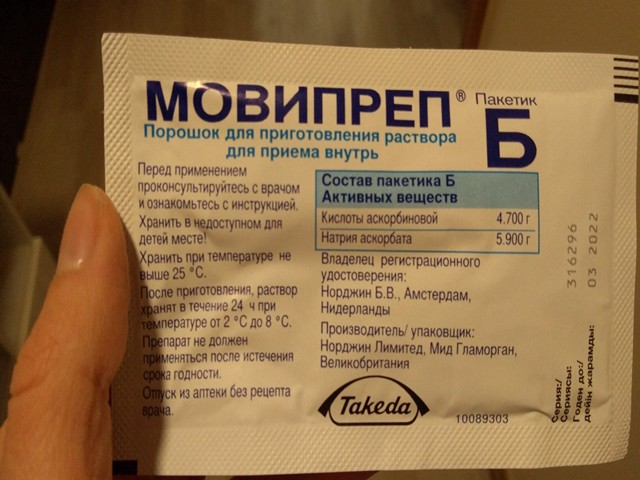 МОВИПРЕП®
Пакетик
Б
Порошок для приготовления раствора
для приема внутрь
Перед применением
проконсультируйтесь с врачом
и ознакомьтесь с инструкцией.
Хранить в недоступном для
детей месте!
Хранить при температуре не
выше 25 °C.
После приготовления, раствор
хранят в течение 24 ч при
температуре от 2 °C до 8 °C.
Препарат не должен
применяться после истечения
срока годности.
Отпуск из аптеки без рецепта
врача.
Состав пакетика Б
Активных веществ
Кислоты аскорбиновой 4.700 г
Натрия аскорбата 5.900 г
Владелец регистрационного
удостоверения:
Норджин Б.В., Амстердам,
Нидерланды
Производитель/ упаковщик:
Норджин Лимитед, Мид Гламорган,
Великобритания
Takeda
10089303
316296
03 2022
Серия:/
Сериясы:
Годен до:/
дейін жарамды: